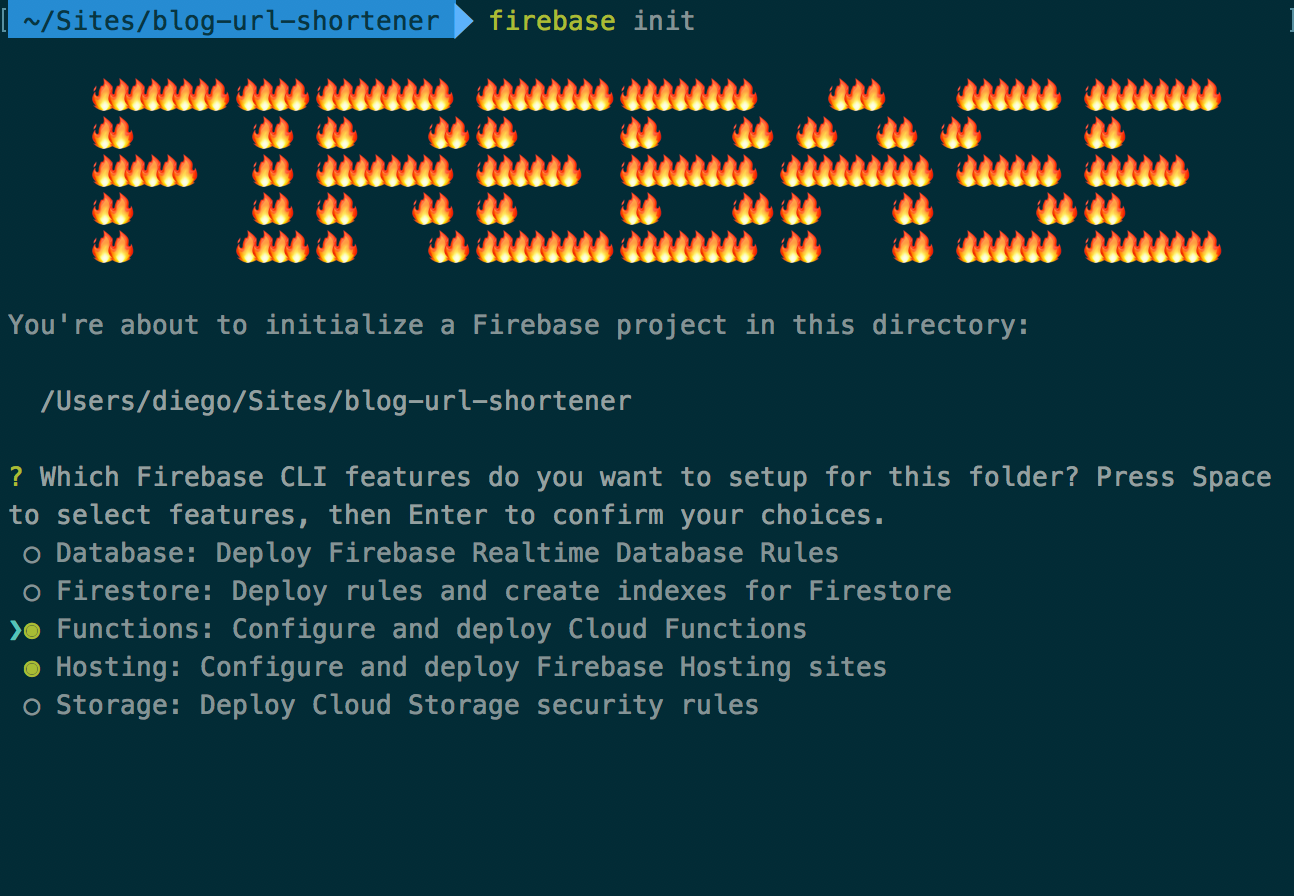 ~/Sites/blog-url-shortener firebase init
FIREBASE
You're about to initialize a Firebase project in this directory:
/Users/diego/Sites/blog-url-shortener
? Which Firebase CLI features do you want to setup for this folder? Press Space
to select features, then Enter to confirm your choices.
◯ Database: Deploy Firebase Realtime Database Rules
◯ Firestore: Deploy rules and create indexes for Firestore
❯◉ Functions: Configure and deploy Cloud Functions
◉ Hosting: Configure and deploy Firebase Hosting sites
◯ Storage: Deploy Cloud Storage security rules